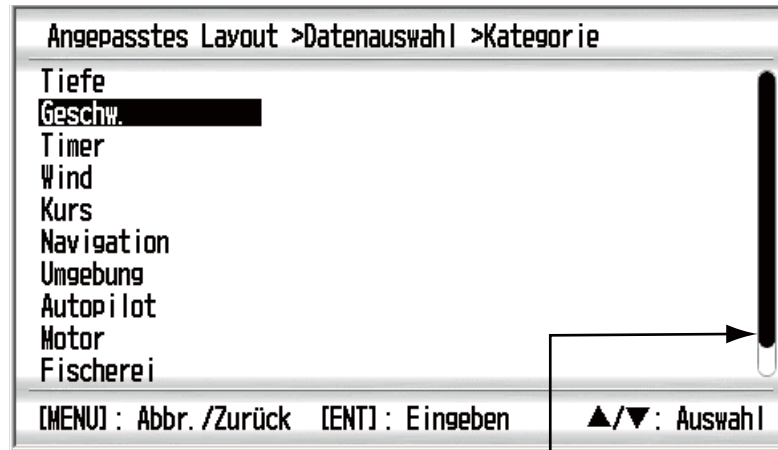 Angepasstes Layout >Datenauswahl >Kategorie
Tiefe
Geschw.
Timer
Wind
Kurs
Navigation
Umgebung
Autopilot
Motor
Fischerei
[MENU]: Abbr./Zurück [ENT]: Eingeben ▲/▼: Auswahl